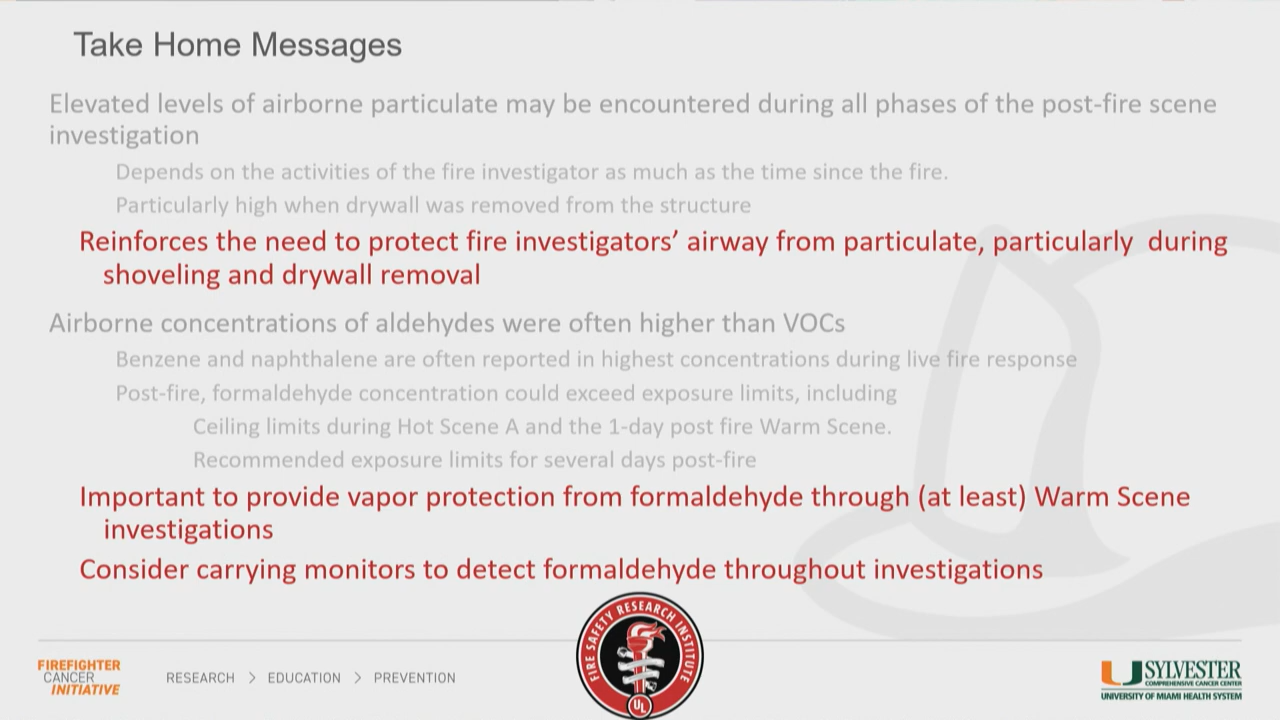 Take Home Messages
Elevated levels of airborne particulate may be encountered during all phases of the post-fire scene
investigation
Depends on the activities of the fire investigator as much as the time since the fire.
Particularly high when drywall was removed from the structure
Reinforces the need to protect fire investigators’ airway from particulate, particularly during
shoveling and drywall removal
Airborne concentrations of aldehydes were often higher than VOCs
Benzene and naphthalene are often reported in highest concentrations during live fire response
Post-fire, formaldehyde concentration could exceed exposure limits, including
Ceiling limits during Hot Scene A and the 1-day post fire Warm Scene.
Recommended exposure limits for several days post-fire
Important to provide vapor protection from formaldehyde through (at least) Warm Scene
investigations
Consider carrying monitors to detect formaldehyde throughout investigations
FIREFIGHTER
CANCER
INITIATIVE
RESEARCH > EDUCATION > PREVENTION
FIRE SAFETY RESEARCH INSTITUTE
UL
SYLVESTER
COMPREHENSIVE CANCER CENTER
UNIVERSITY OF MIAMI HEALTH SYSTEM